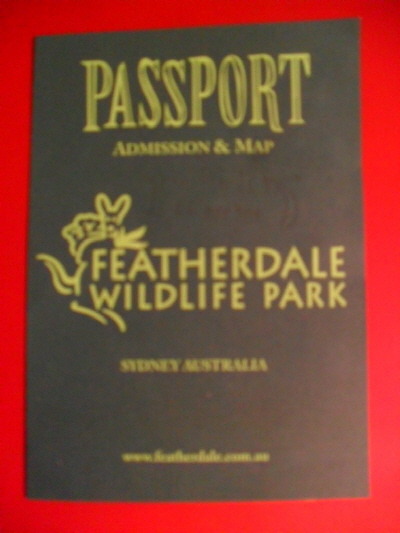 PASSPORT
ADMISSION & MAP
FEATHERDALE
WILDLIFE PARK
SYDNEY AUSTRALIA
www.featherdale.com.au